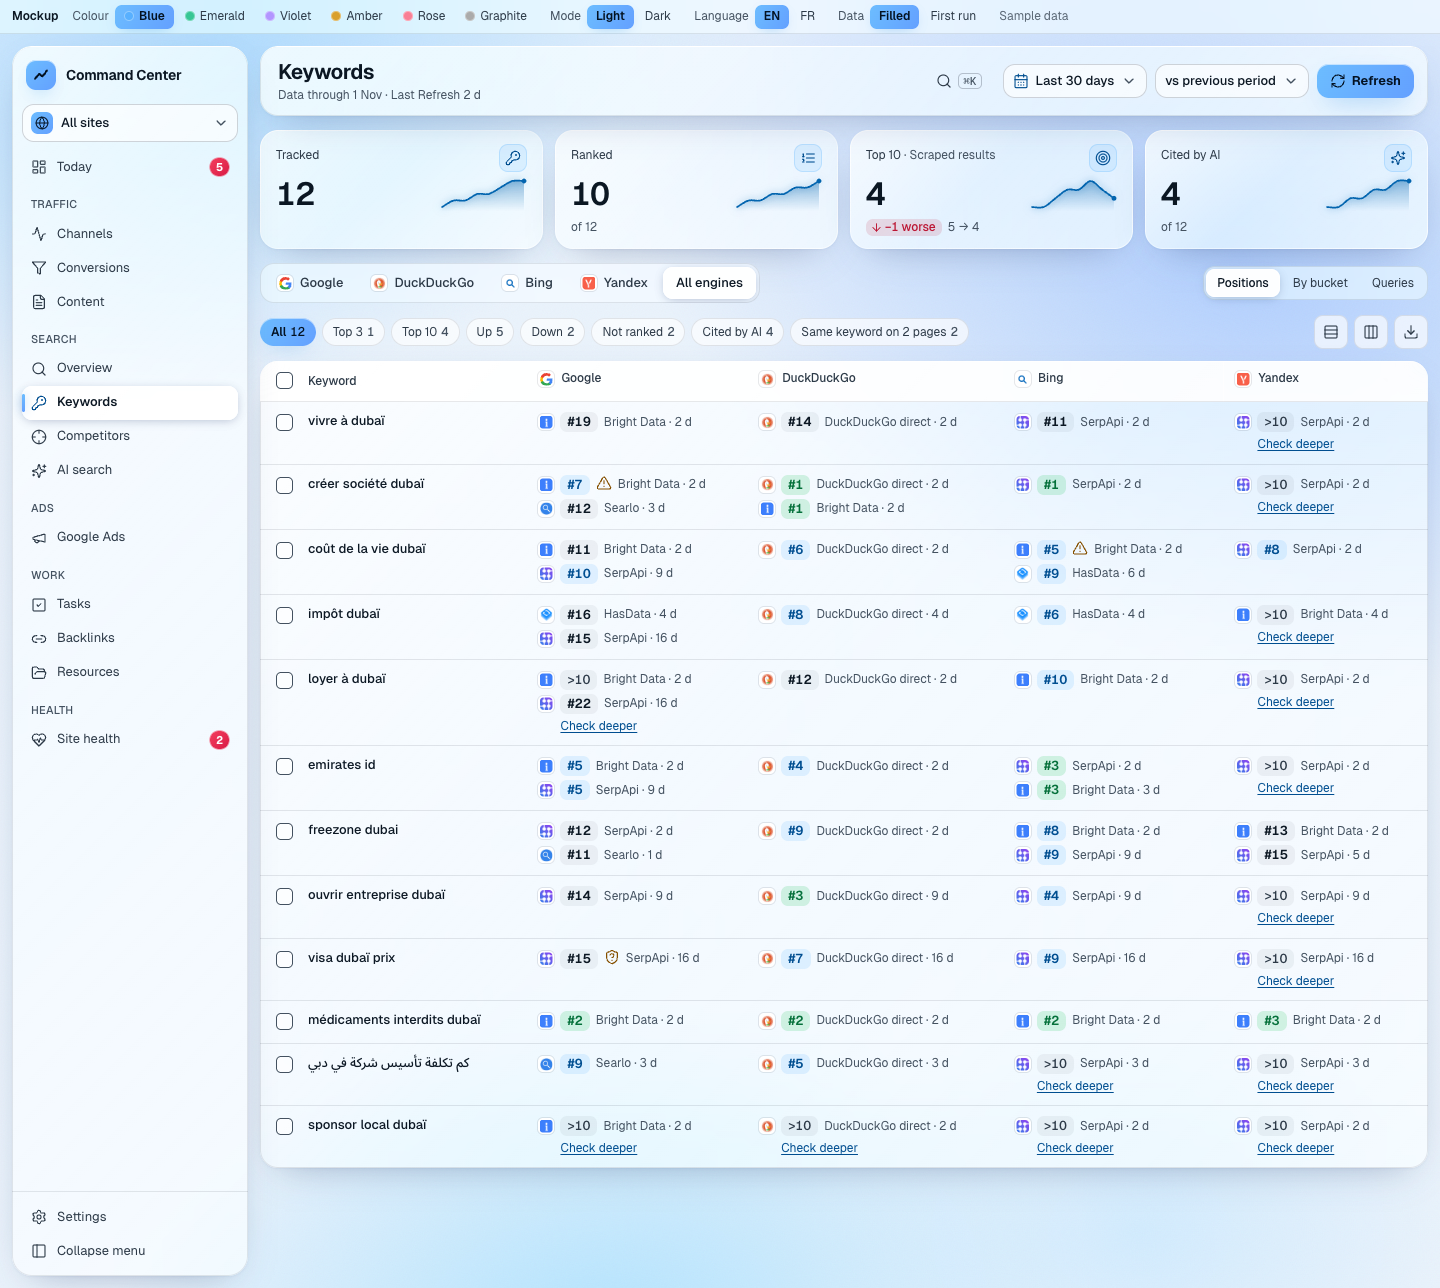 Mockup Colour Blue Emerald Violet Amber Rose Graphite Mode Light Dark Language EN FR Data Filled First run Sample data
Command Center
All sites
Today 5
TRAFFIC
Channels
Conversions
Content
SEARCH
Overview
Keywords
Competitors
AI search
ADS
Google Ads
WORK
Tasks
Backlinks
Resources
HEALTH
Site health 2
Settings
Collapse menu
Keywords
Data through 1 Nov · Last Refresh 2 d
⌘K Last 30 days vs previous period Refresh
Tracked
12
Ranked
10
of 12
Top 10 · Scraped results
4
↓ −1 worse 5 → 4
Cited by AI
4
of 12
Google DuckDuckGo Bing Yandex All engines
Positions By bucket Queries
All 12 Top 3 1 Top 10 4 Up 5 Down 2 Not ranked 2 Cited by AI 4 Same keyword on 2 pages 2
Keyword Google DuckDuckGo Bing Yandex
vivre à dubaï #19 Bright Data · 2 d #14 DuckDuckGo direct · 2 d #11 SerpApi · 2 d >10 SerpApi · 2 d
Check deeper
créer société dubaï #7 Bright Data · 2 d #1 DuckDuckGo direct · 2 d #1 SerpApi · 2 d >10 SerpApi · 2 d
#12 Searlo · 3 d #1 Bright Data · 2 d Check deeper
coût de la vie dubaï #11 Bright Data · 2 d #6 DuckDuckGo direct · 2 d #5 Bright Data · 2 d #8 SerpApi · 2 d
#10 SerpApi · 9 d #9 HasData · 6 d
impôt dubaï #16 HasData · 4 d #8 DuckDuckGo direct · 4 d #6 HasData · 4 d >10 Bright Data · 4 d
#15 SerpApi · 16 d Check deeper
loyer à dubaï >10 Bright Data · 2 d #12 DuckDuckGo direct · 2 d #10 Bright Data · 2 d >10 SerpApi · 2 d
#22 SerpApi · 16 d Check deeper
Check deeper
emirates id #5 Bright Data · 2 d #4 DuckDuckGo direct · 2 d #3 SerpApi · 2 d >10 SerpApi · 2 d
#5 SerpApi · 9 d #3 Bright Data · 3 d Check deeper
freezone dubai #12 SerpApi · 2 d #9 DuckDuckGo direct · 2 d #8 Bright Data · 2 d #13 Bright Data · 2 d
#11 Searlo · 1 d #9 SerpApi · 9 d #15 SerpApi · 5 d
ouvrir entreprise dubaï #14 SerpApi · 9 d #3 DuckDuckGo direct · 9 d #4 SerpApi · 9 d >10 SerpApi · 9 d
Check deeper
visa dubaï prix #15 SerpApi · 16 d #7 DuckDuckGo direct · 16 d #9 SerpApi · 16 d >10 SerpApi · 16 d
Check deeper
médicaments interdits dubaï #2 Bright Data · 2 d #2 DuckDuckGo direct · 2 d #2 Bright Data · 2 d #3 Bright Data · 2 d
كم تكلفة تأسيس شركة في دبي #9 Searlo · 3 d #5 DuckDuckGo direct · 3 d >10 SerpApi · 3 d >10 SerpApi · 3 d
Check deeper Check deeper
sponsor local dubaï >10 Bright Data · 2 d >10 DuckDuckGo direct · 2 d >10 SerpApi · 2 d >10 SerpApi · 2 d
Check deeper Check deeper Check deeper Check deeper